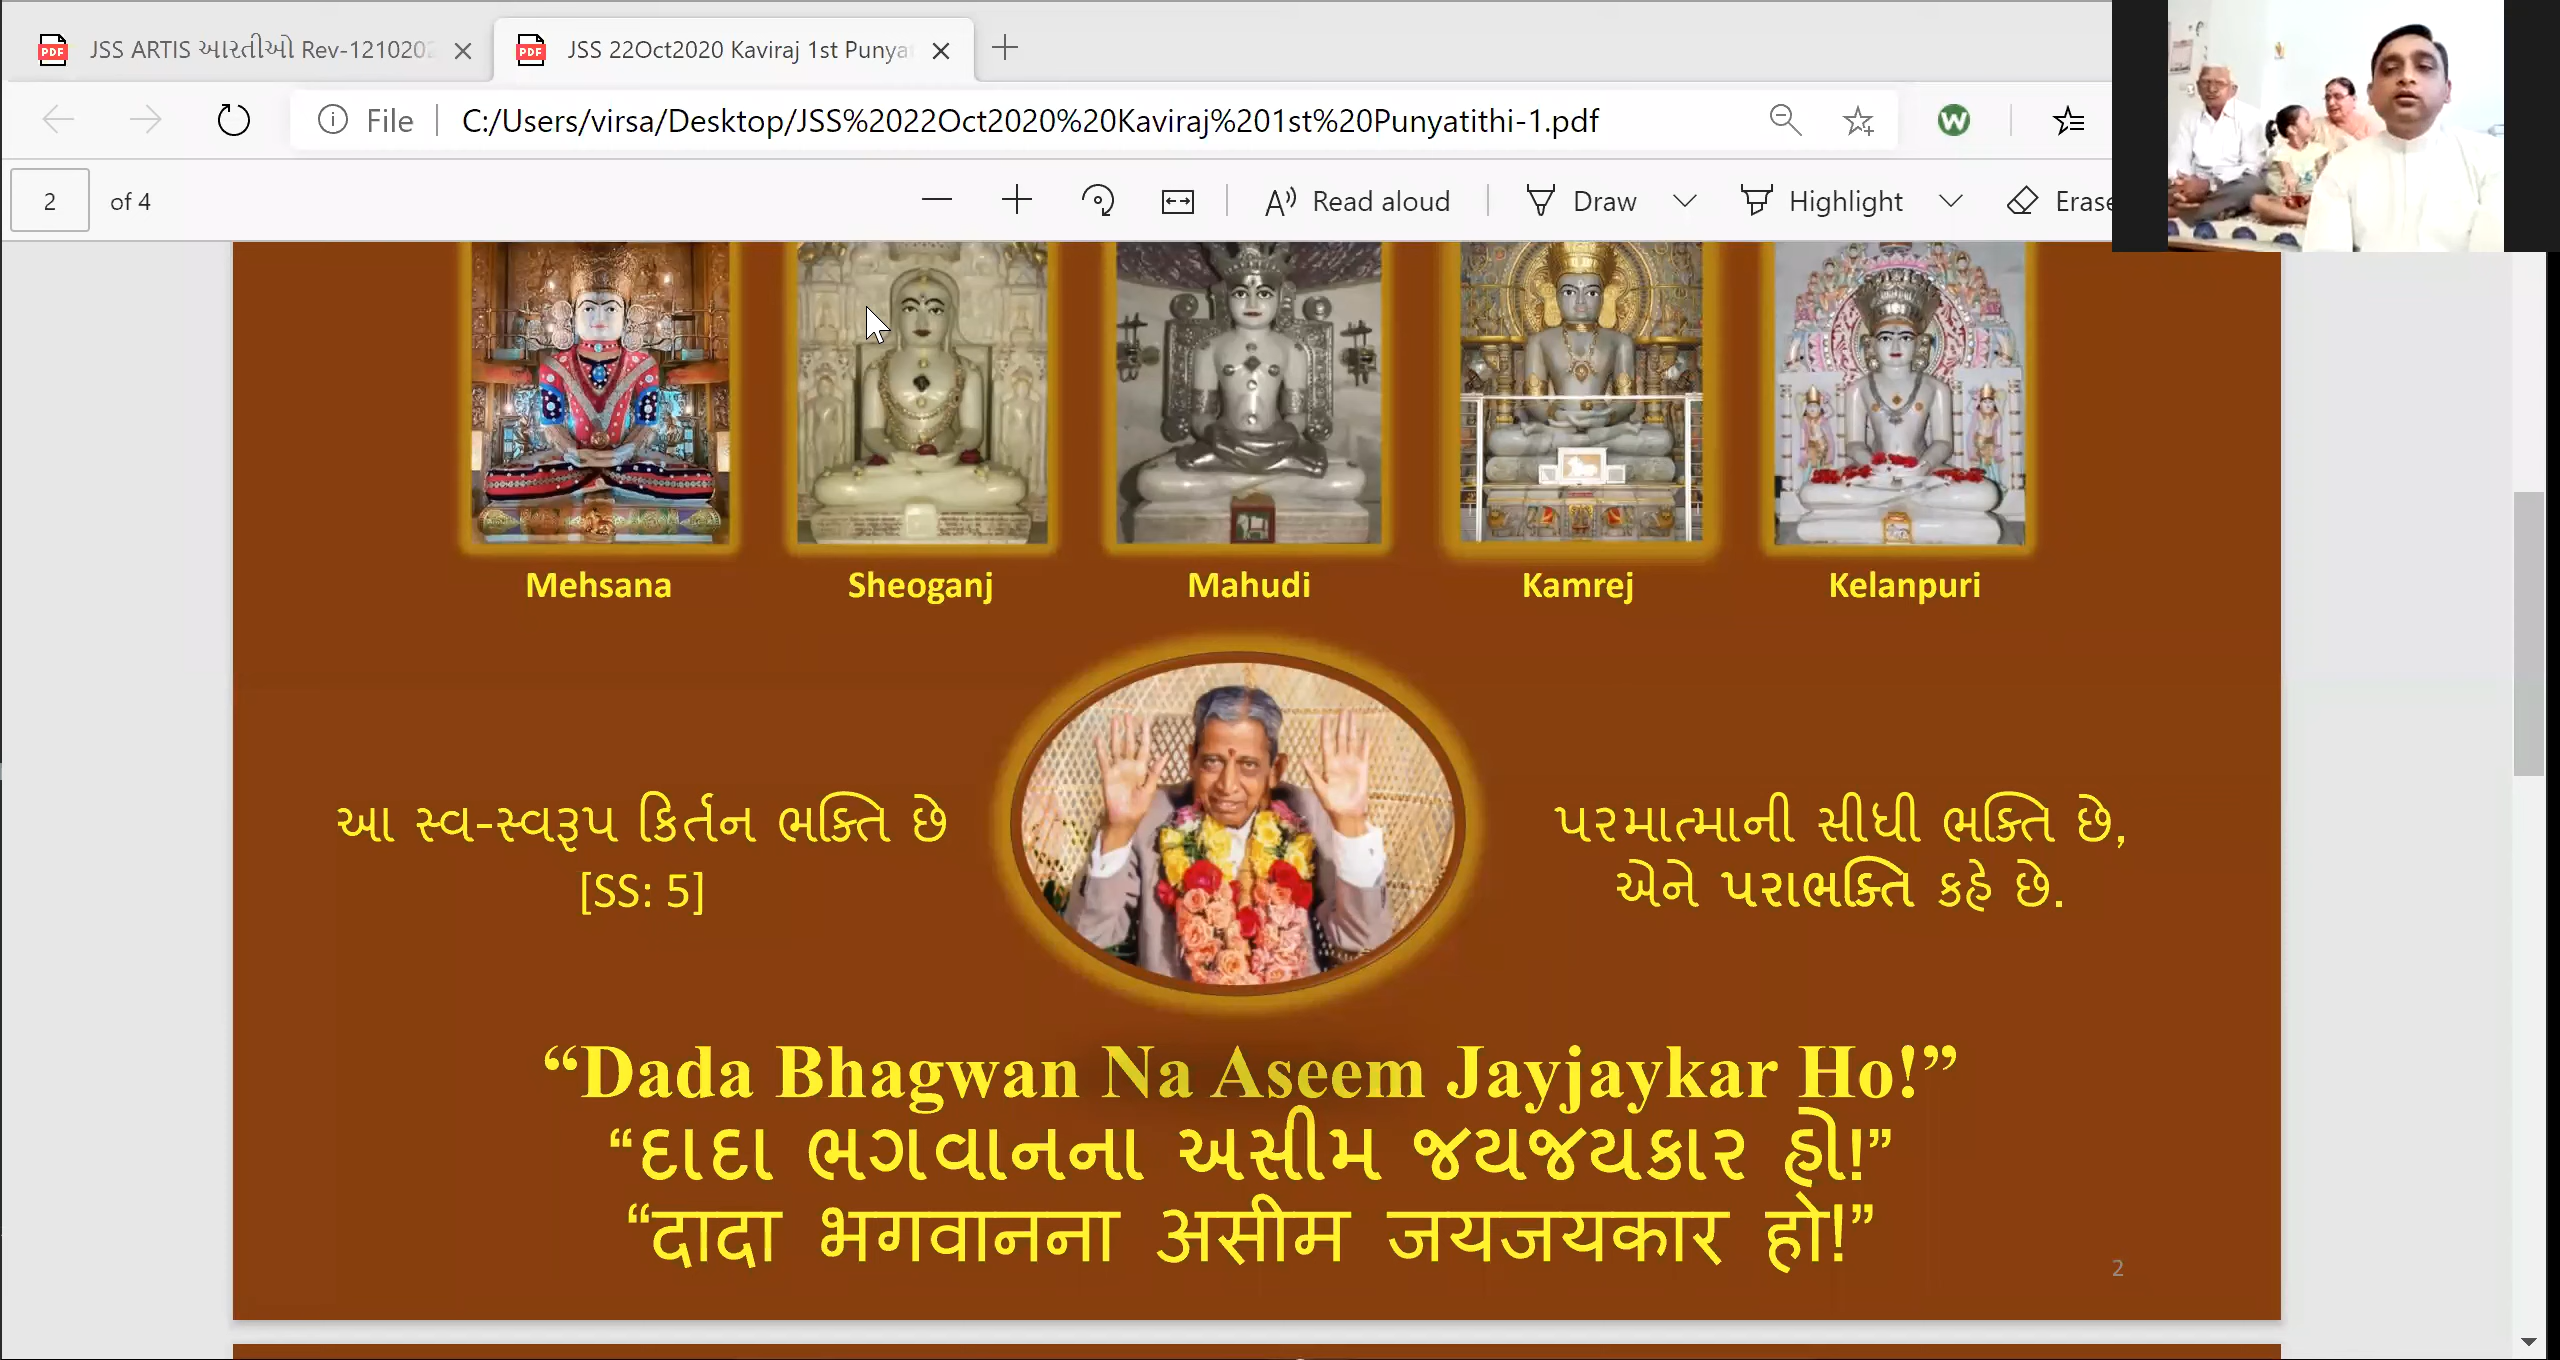 JSS ARTIS આરતીઓ Rev-1210202
JSS 22Oct2020 Kaviraj 1st Punya
File
C:/Users/virsa/Desktop/JSS%2022Oct2020%20Kaviraj%201st%20Punyatithi-1.pdf
2 of 4
Read aloud
Draw
Highlight
Erase
Mehsana
Sheoganj
Mahudi
Kamrej
Kelanpuri
આ સ્વ-સ્વરૂપ કિર્તન ભક્તિ છે
[SS: 5]
પરમાત્માની સીધી ભક્તિ છે,
એને પરાભક્તિ કહે છે.
“Dada Bhagwan Na Aseem Jayjaykar Ho!”
“દાદા ભગવાનના અસીમ જયજયકાર હો!”
“दादा भगवानना असीम जयजयकार हो!”
2